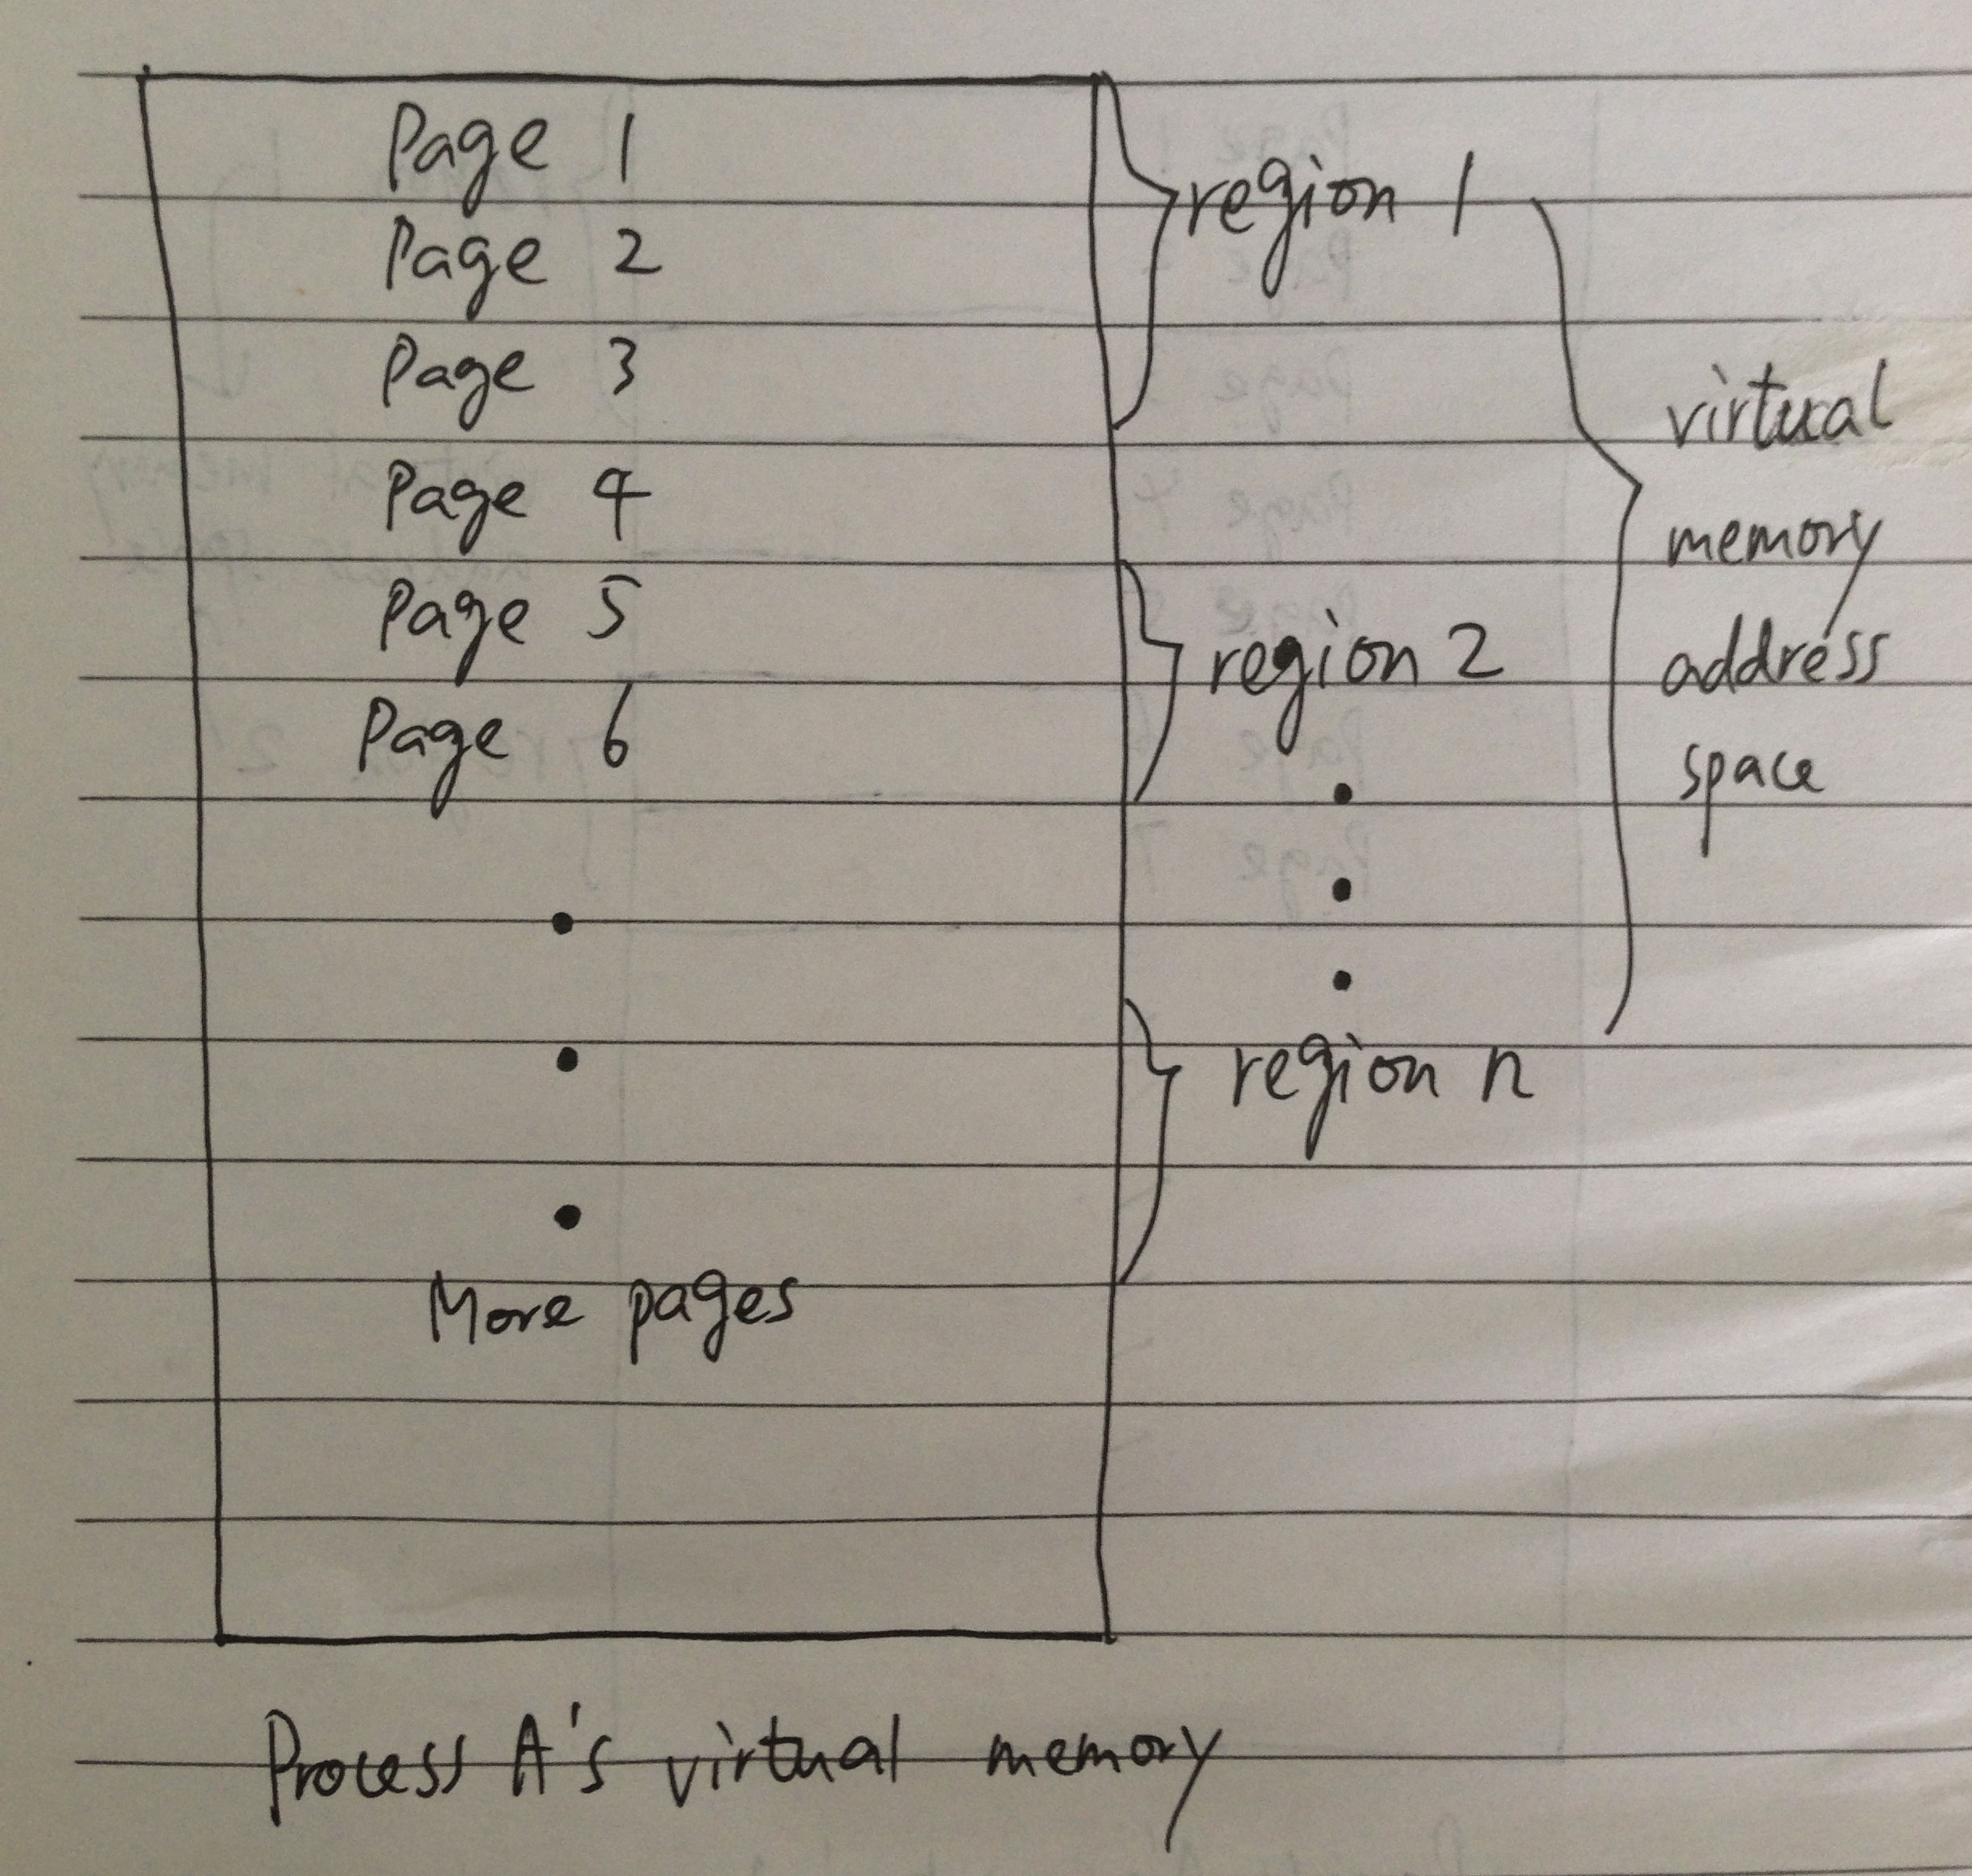 Page 1
Page 2
Page 3
Page 4
Page 5
Page 6
More pages
region 1
region 2
region n
virtual
memory
address
space
Process A's virtual memory